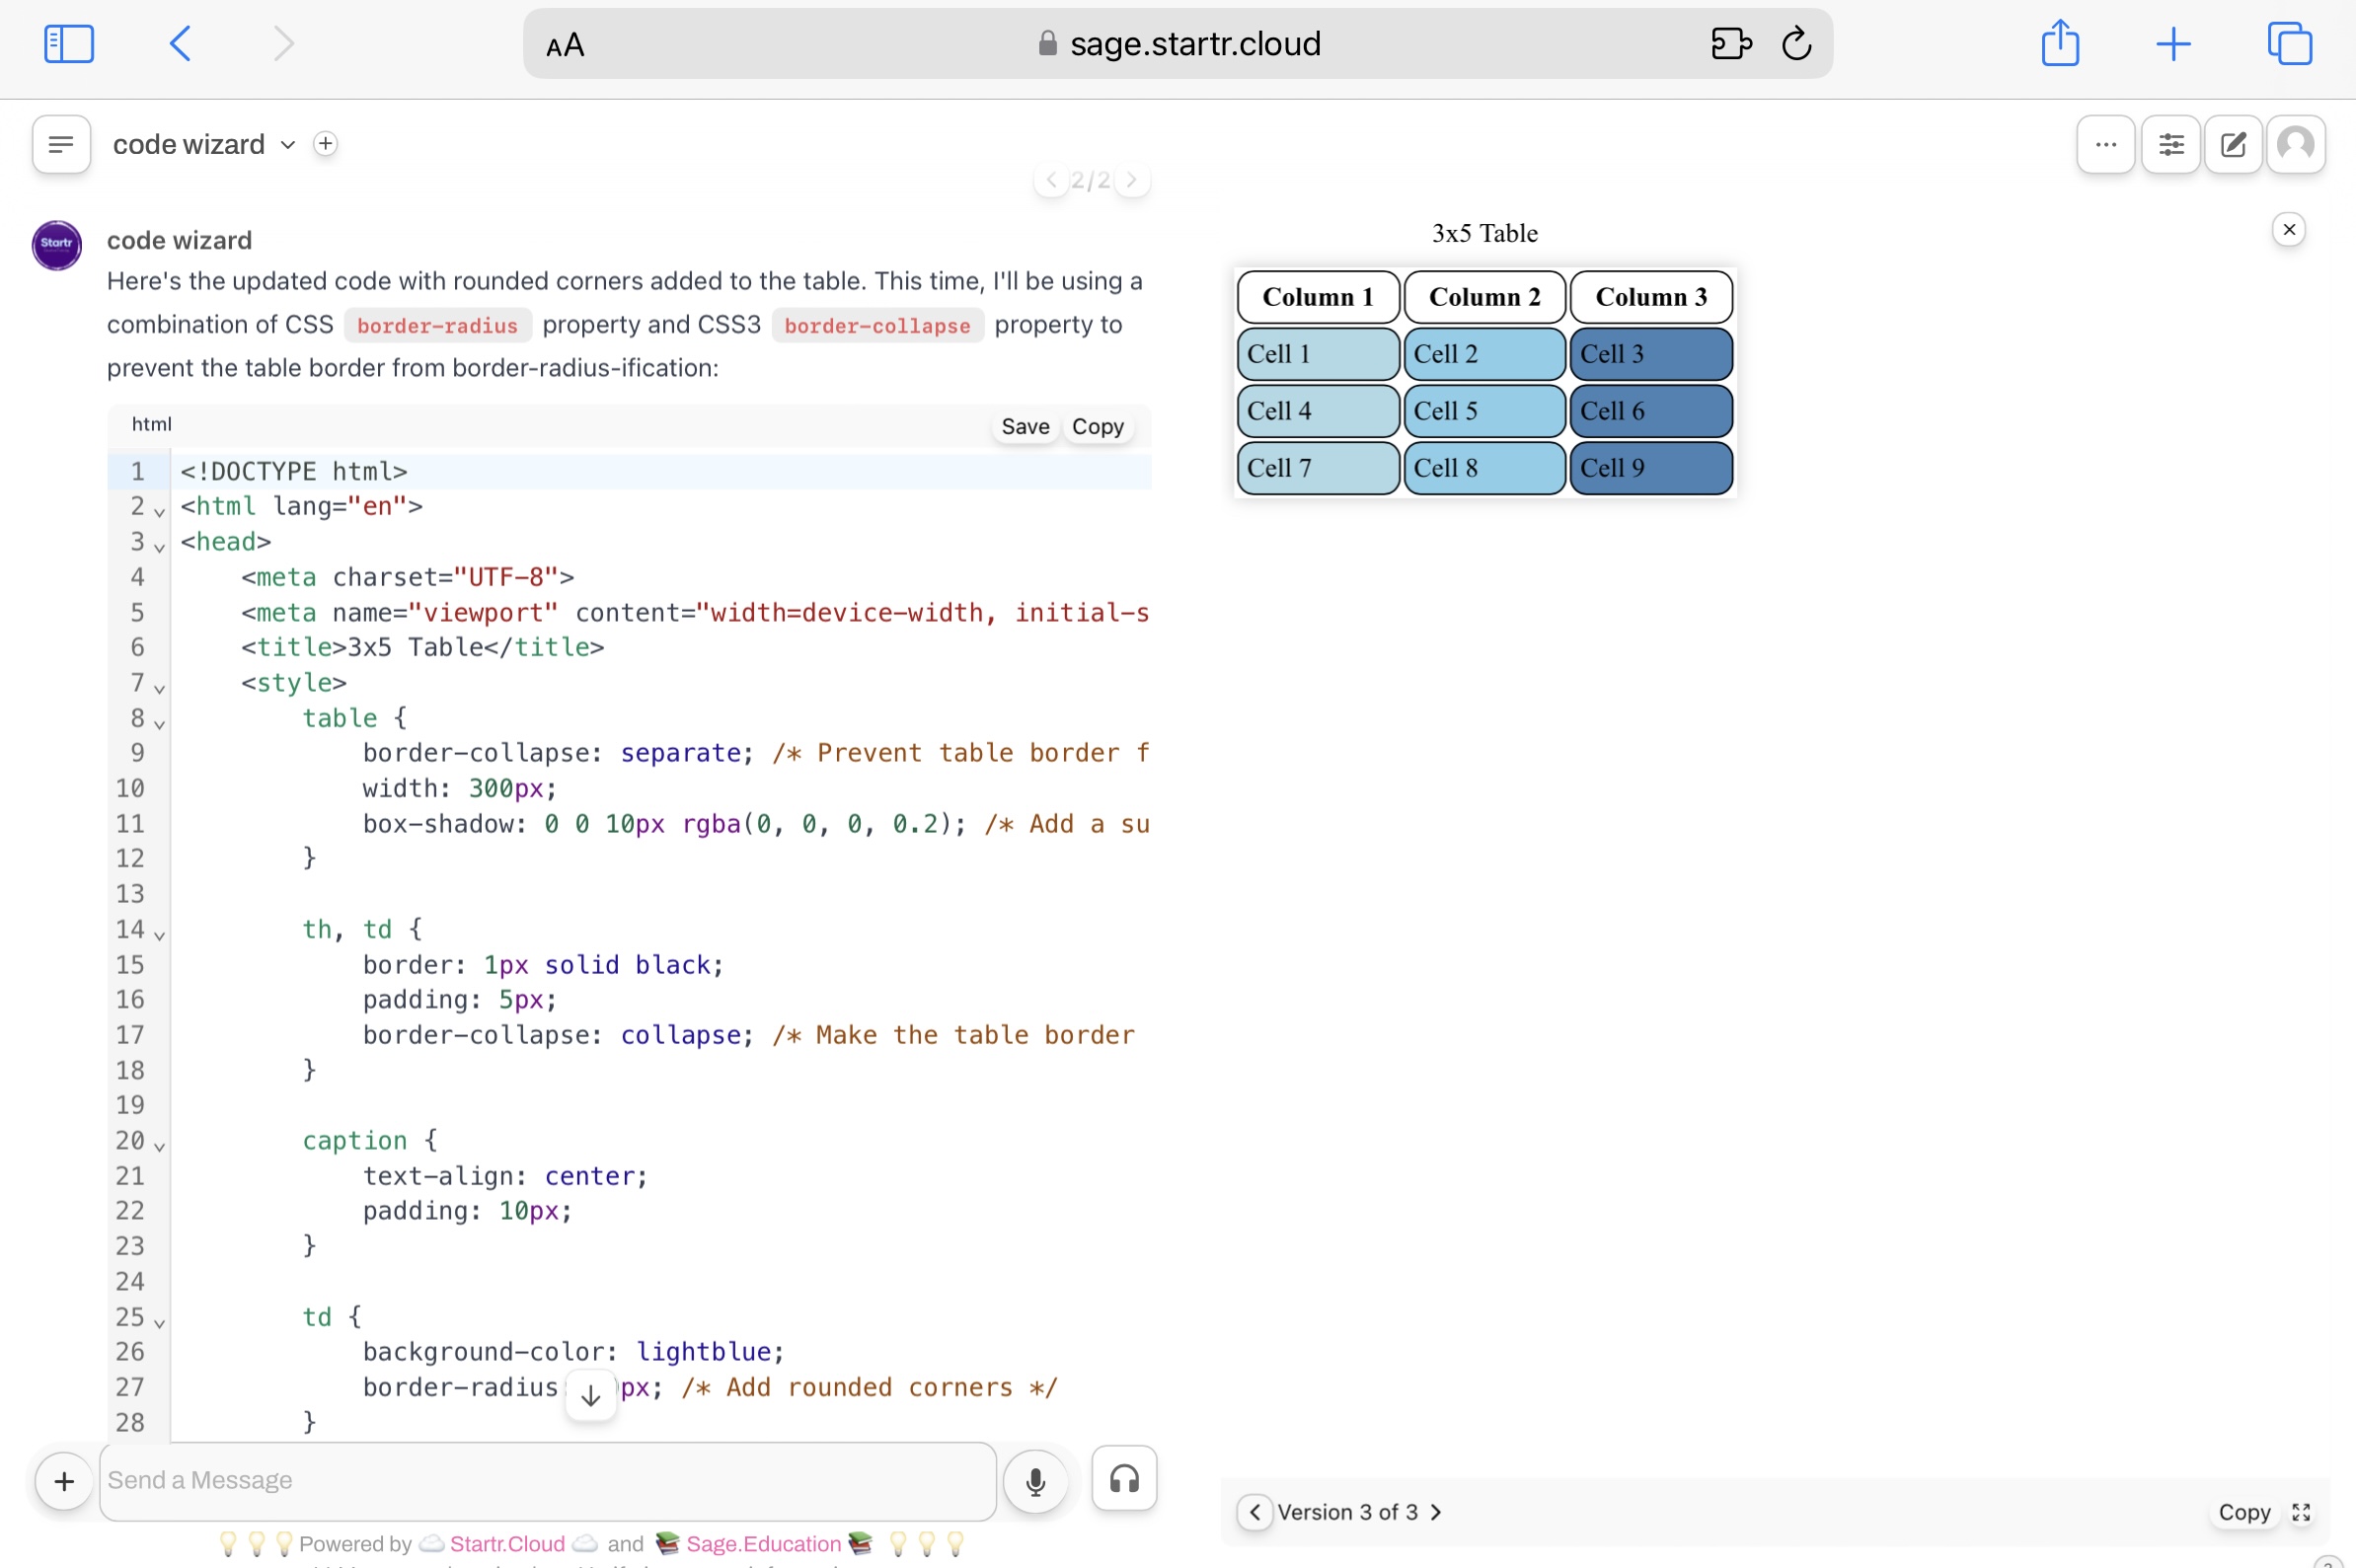 AA sage.startr.cloud
code wizard
2/2
Startr
code wizard
Here's the updated code with rounded corners added to the table. This time, I'll be using a
combination of CSS border-radius property and CSS3 border-collapse property to
prevent the table border from border-radius-ification:
html
Save Copy
1 <!DOCTYPE html>
2 <html lang="en">
3 <head>
4 <meta charset="UTF-8">
5 <meta name="viewport" content="width=device-width, initial-s
6 <title>3x5 Table</title>
7 <style>
8 table {
9 border-collapse: separate; /* Prevent table border f
10 width: 300px;
11 box-shadow: 0 0 10px rgba(0, 0, 0, 0.2); /* Add a su
12 }
13
14 th, td {
15 border: 1px solid black;
16 padding: 5px;
17 border-collapse: collapse; /* Make the table border
18 }
19
20 caption {
21 text-align: center;
22 padding: 10px;
23 }
24
25 td {
26 background-color: lightblue;
27 border-radius px; /* Add rounded corners */
28 }
Send a Message
💡💡💡Powered by ☁️ Startr.Cloud ☁️ and 📚 Sage.Education 📚 💡💡💡
3x5 Table
Column 1 Column 2 Column 3
Cell 1 Cell 2 Cell 3
Cell 4 Cell 5 Cell 6
Cell 7 Cell 8 Cell 9
Version 3 of 3
Copy